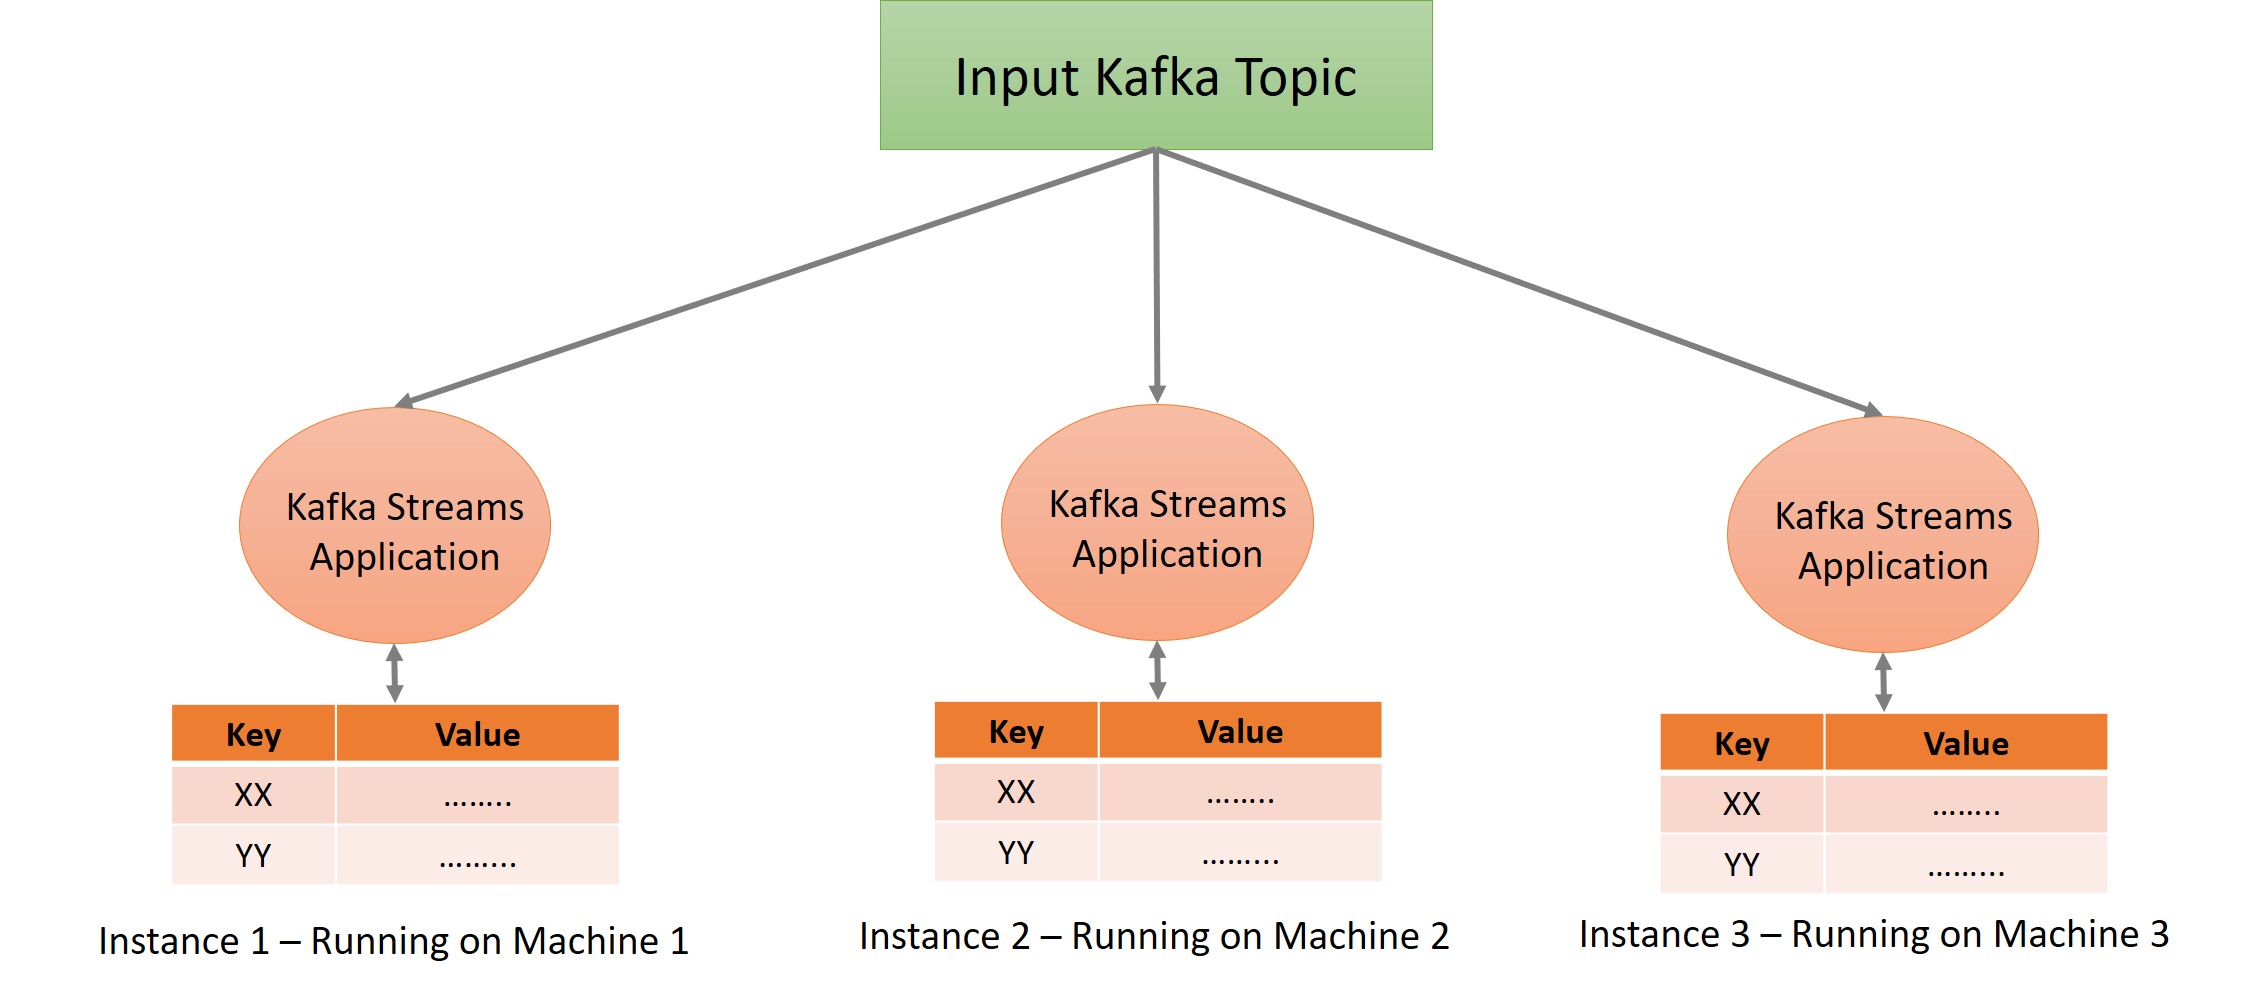 Input Kafka Topic
Kafka Streams
Application
Kafka Streams
Application
Kafka Streams
Application
Key Value
XX ……..
YY ……...
Key Value
XX ……..
YY ……...
Key Value
XX ……..
YY ……...
Instance 1 – Running on Machine 1
Instance 2 – Running on Machine 2
Instance 3 – Running on Machine 3